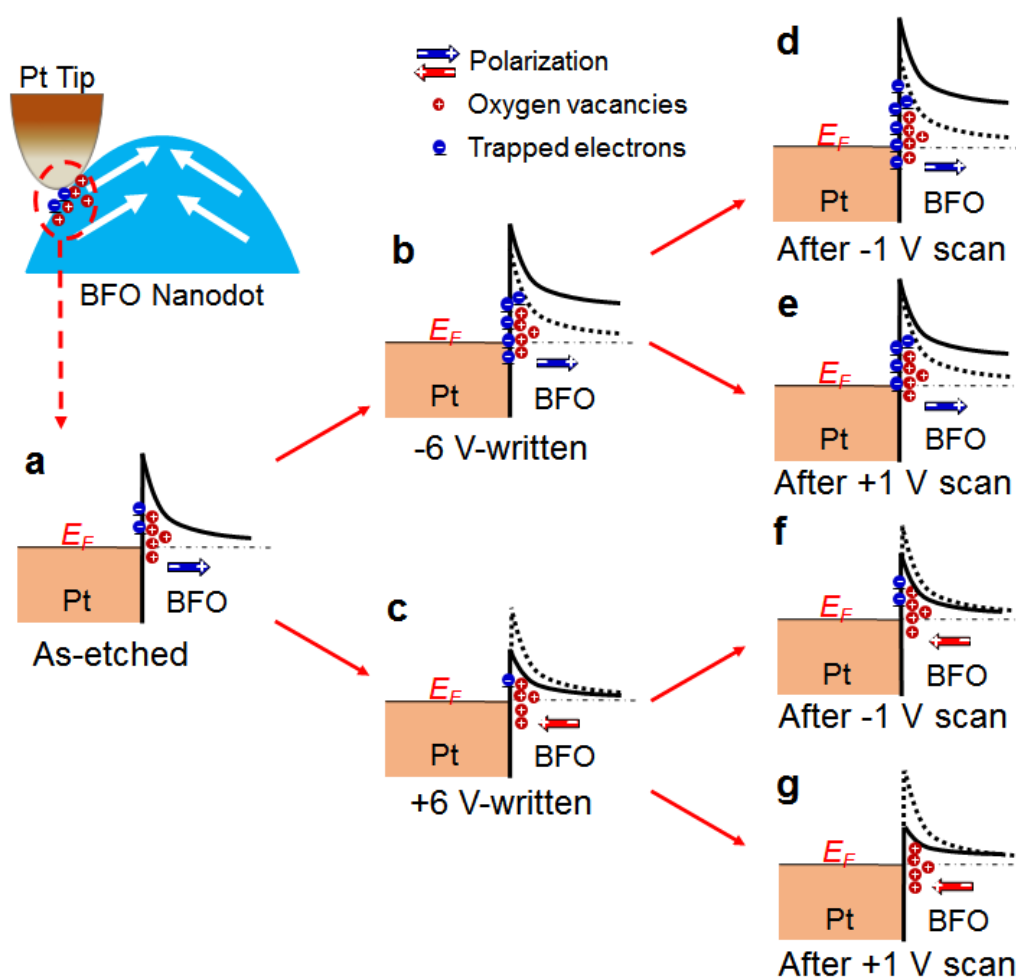 Pt Tip
BFO Nanodot
Polarization
Oxygen vacancies
Trapped electrons
a
E_F
Pt
BFO
As-etched
b
E_F
Pt
BFO
-6 V-written
c
E_F
Pt
BFO
+6 V-written
d
E_F
Pt
BFO
After -1 V scan
e
E_F
Pt
BFO
After +1 V scan
f
E_F
Pt
BFO
After -1 V scan
g
E_F
Pt
BFO
After +1 V scan